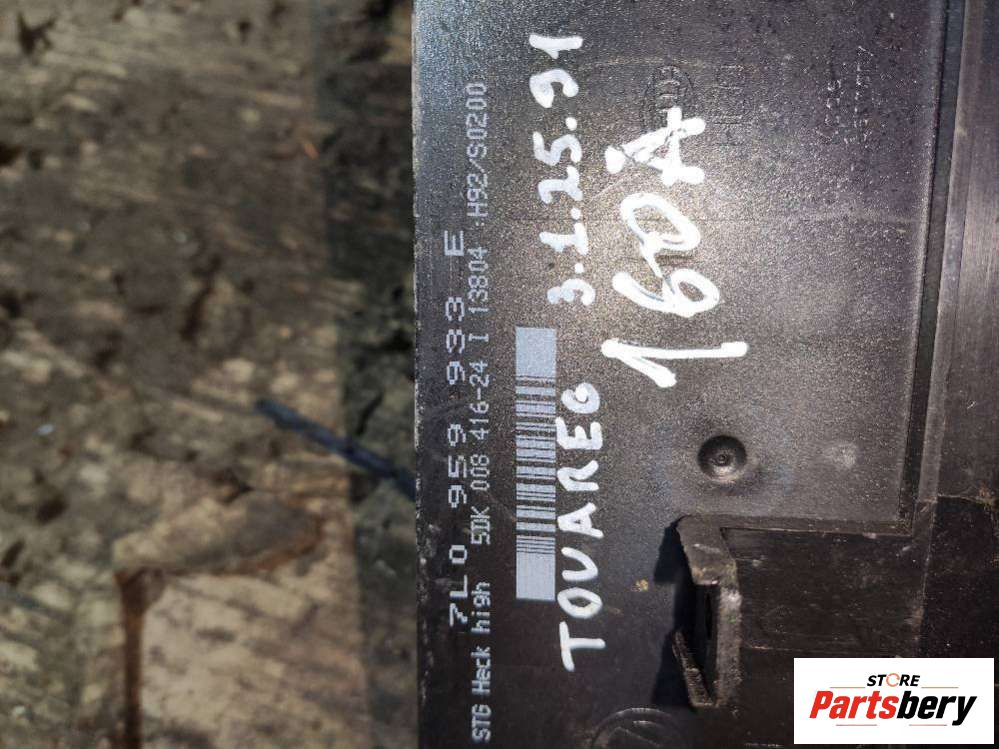 7L0 959 933 E
STG Heck high 5DK 008 416-24 I 13804 H92/S0200
TOUAREG 3.1.25.91
160Ā
STORE
Partsbery